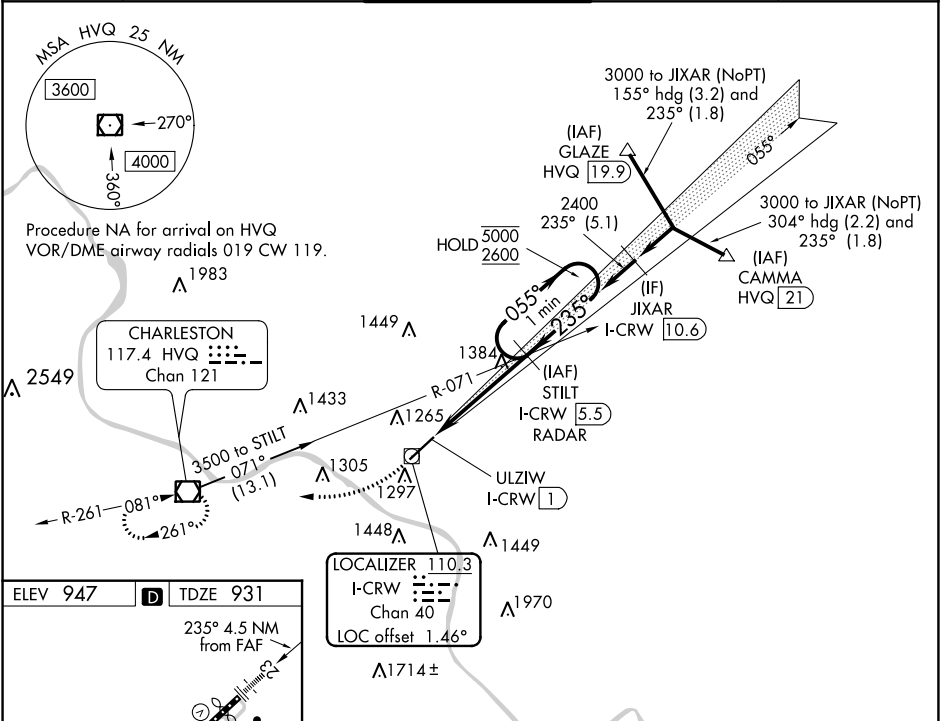 MSA HVQ 25 NM
3600
270°
4000
360°
Procedure NA for arrival on HVQ
VOR/DME airway radials 019 CW 119.
1983
3000 to JIXAR (NoPT)
155° hdg (3.2) and
235° (1.8)
(IAF)
GLAZE
HVQ 19.9
055°
2400
235° (5.1)
3000 to JIXAR (NoPT)
304° hdg (2.2) and
235° (1.8)
HOLD 5000
2600
(IAF)
CAMMA
HVQ 21
(IF)
JIXAR
I-CRW 10.6
055°
1 min
235°
1449
1384
CHARLESTON
117.4 HVQ
Chan 121
2549
R-071
(IAF)
STILT
I-CRW 5.5
RADAR
1433
1265
3500 to STILT
071°
(13.1)
1305
1297
ULZIW
I-CRW 1
R-261
081°
261°
1448
1449
LOCALIZER 110.3
I-CRW
Chan 40
LOC offset 1.46°
1970
1714±
ELEV 947
D
TDZE 931
235° 4.5 NM
from FAF
23
V